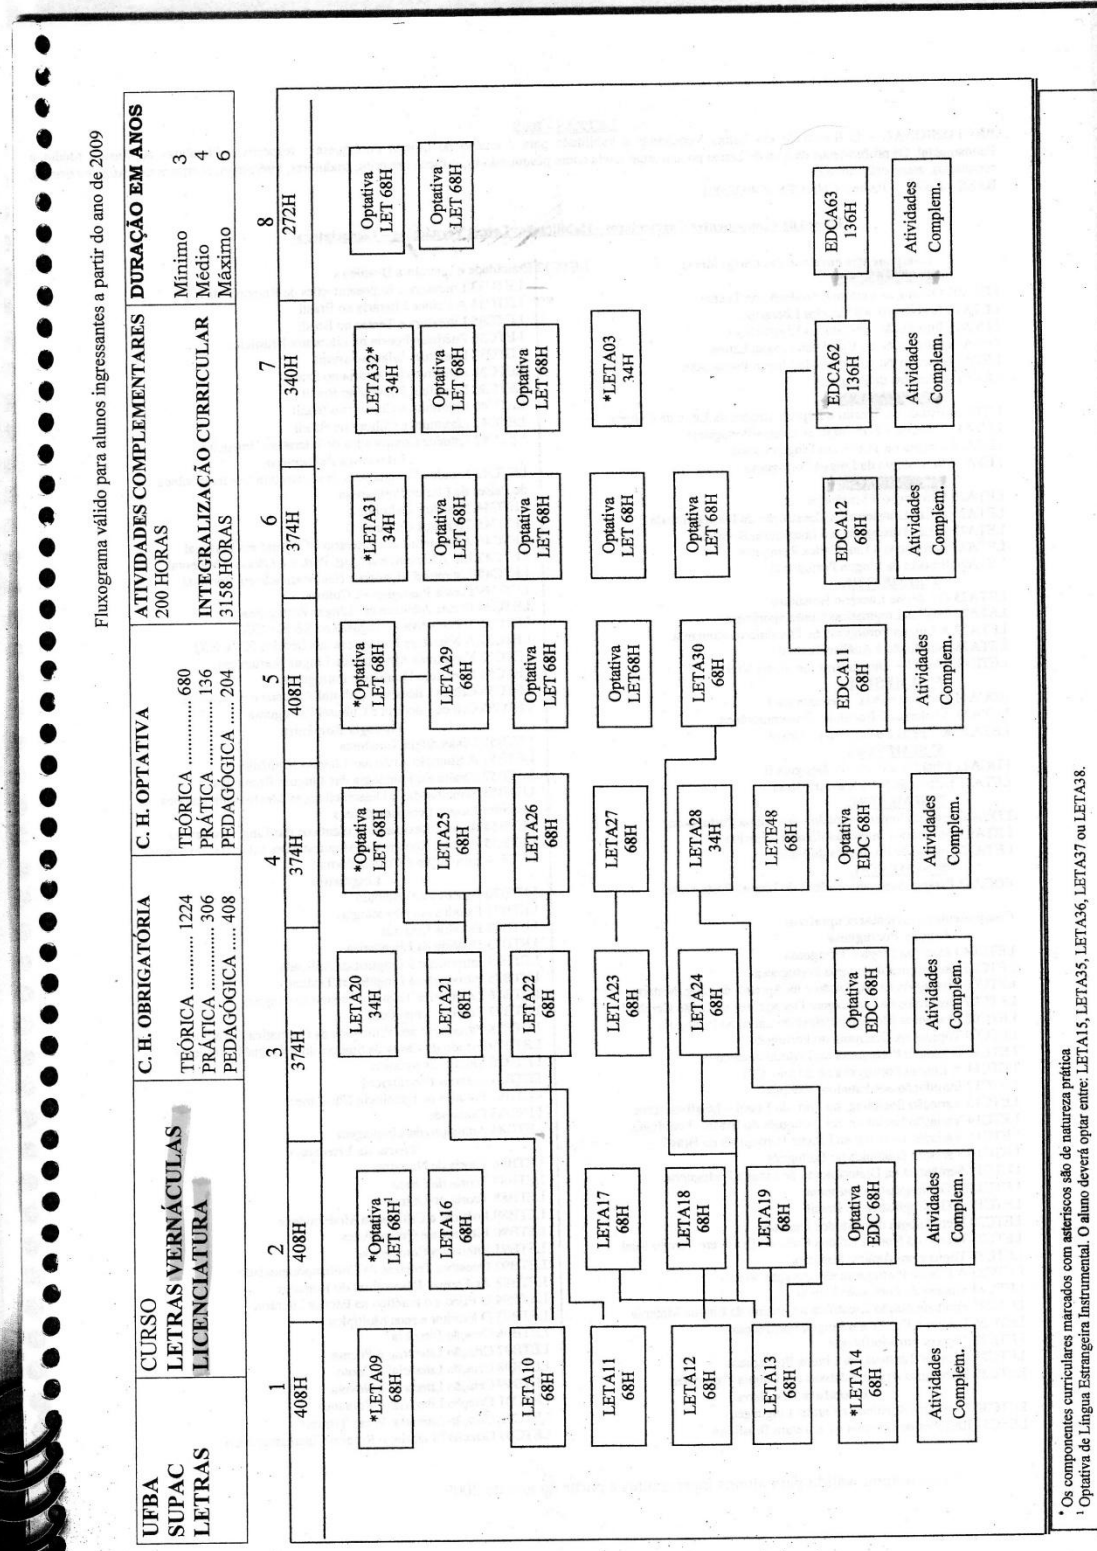 Fluxograma válido para alunos ingressantes a partir do ano de 2009
UFBA
SUPAC
LETRAS
CURSO
LETRAS VERNÁCULAS
LICENCIATURA
C. H. OBRIGATÓRIA
TEÓRICA .............. 1224
PRÁTICA .............. 306
PEDAGÓGICA ..... 408
C. H. OPTATIVA
TEÓRICA ................ 680
PRÁTICA ............... 136
PEDAGÓGICA ..... 204
ATIVIDADES COMPLEMENTARES
200 HORAS
INTEGRALIZAÇÃO CURRICULAR
3158 HORAS
DURAÇÃO EM ANOS
Mínimo 3
Médio 4
Máximo 6
1
408H
2
408H
3
374H
4
374H
5
408H
6
374H
7
340H
8
272H
*LETA09
68H
LETA10
68H
LETA11
68H
LETA12
68H
LETA13
68H
*LETA14
68H
Atividades
Complem.
*Optativa
LET 68H¹
LETA16
68H
LETA17
68H
LETA18
68H
LETA19
68H
Optativa
EDC 68H
Atividades
Complem.
LETA20
34H
LETA21
68H
LETA22
68H
LETA23
68H
LETA24
68H
Optativa
EDC 68H
Atividades
Complem.
*Optativa
LET 68H
LETA25
68H
LETA26
68H
LETA27
68H
LETA28
34H
LETE48
68H
Optativa
EDC 68H
Atividades
Complem.
*Optativa
LET 68H
LETA29
68H
Optativa
LET 68H
Optativa
LET68H
LETA30
68H
EDCA11
68H
Atividades
Complem.
*LETA31
34H
Optativa
LET 68H
Optativa
LET 68H
Optativa
LET 68H
Optativa
LET 68H
EDCA12
68H
Atividades
Complem.
LETA32*
34H
Optativa
LET 68H
Optativa
LET 68H
*LETA03
34H
EDCA62
136H
Atividades
Complem.
Optativa
LET 68H
Optativa
LET 68H
EDCA63
136H
Atividades
Complem.
* Os componentes curriculares marcados com asteriscos são de natureza prática
¹ Optativa de Língua Estrangeira Instrumental. O aluno deverá optar entre: LETA15, LETA35, LETA36, LETA37 ou LETA38.